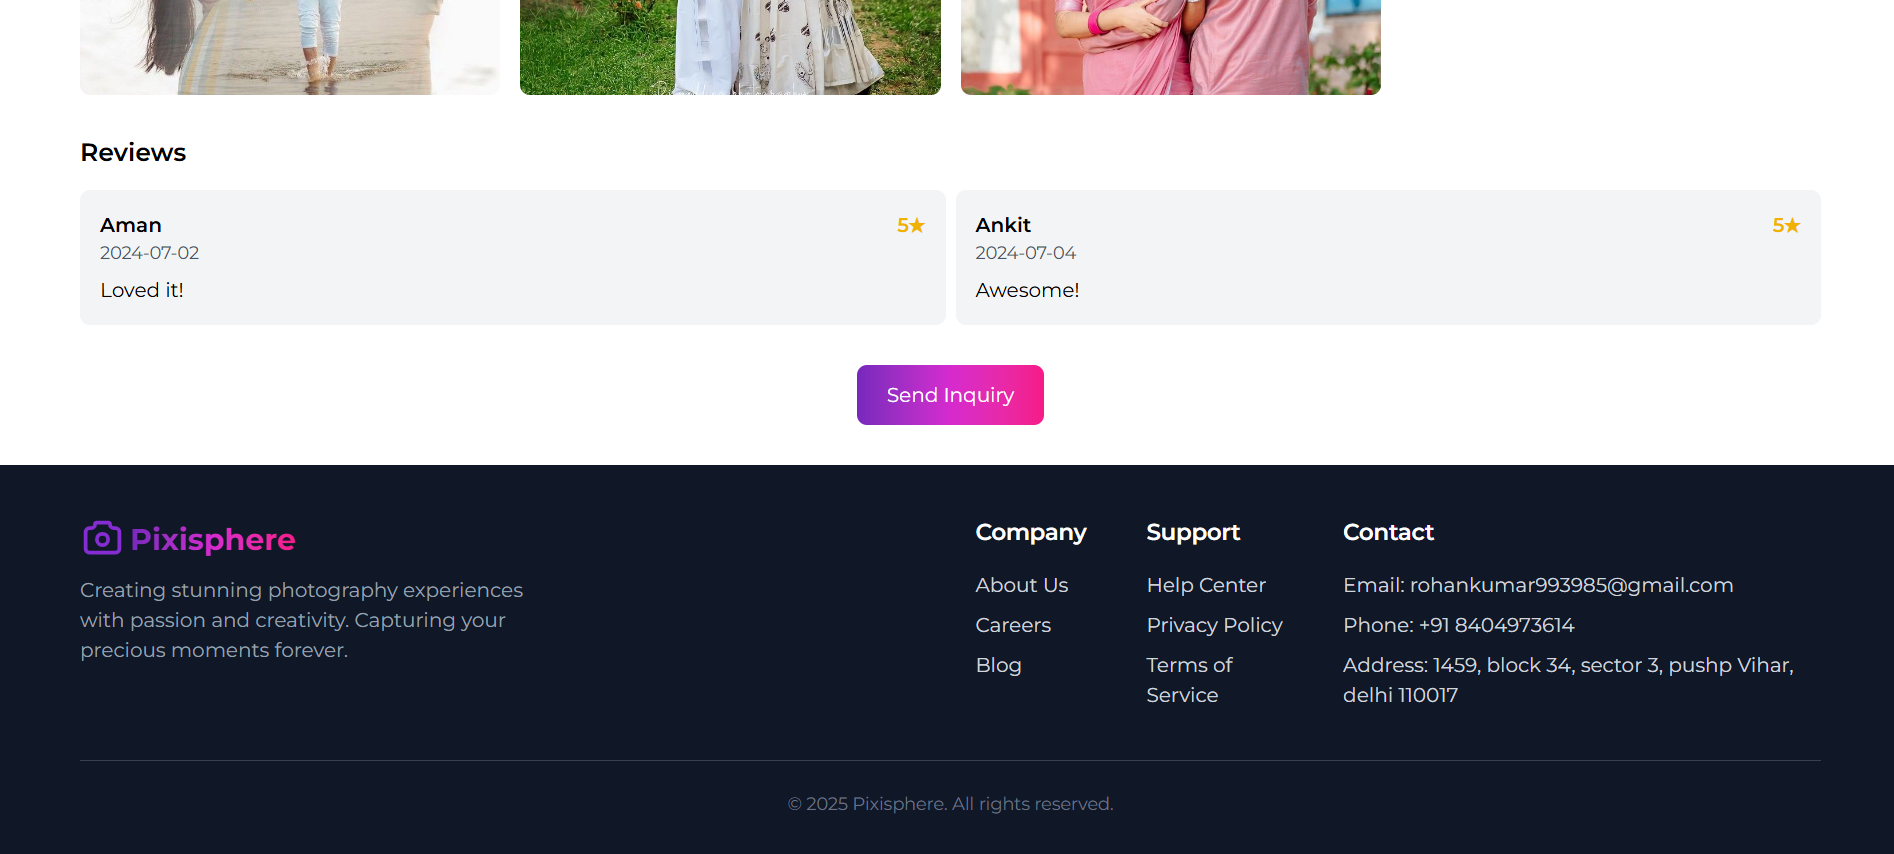 Reviews
Aman
5★
2024-07-02
Loved it!
Ankit
5★
2024-07-04
Awesome!
Send Inquiry
Pixisphere
Creating stunning photography experiences
with passion and creativity. Capturing your
precious moments forever.
Company
About Us
Careers
Blog
Support
Help Center
Privacy Policy
Terms of
Service
Contact
Email: rohankumar993985@gmail.com
Phone: +91 8404973614
Address: 1459, block 34, sector 3, pushp Vihar,
delhi 110017
© 2025 Pixisphere. All rights reserved.